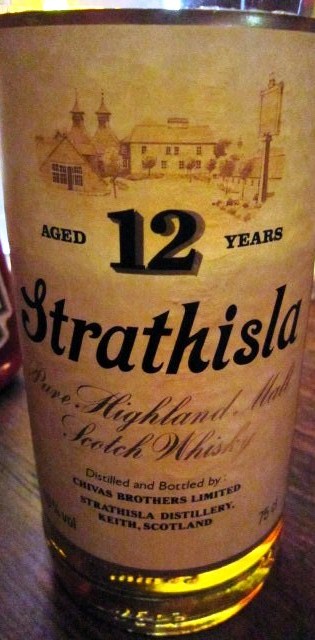 AGED 12 YEARS
Strathisla
Pure Highland Malt
Scotch Whisky
Distilled and Bottled by:
CHIVAS BROTHERS LIMITED
STRATHISLA DISTILLERY,
KEITH, SCOTLAND
% vol